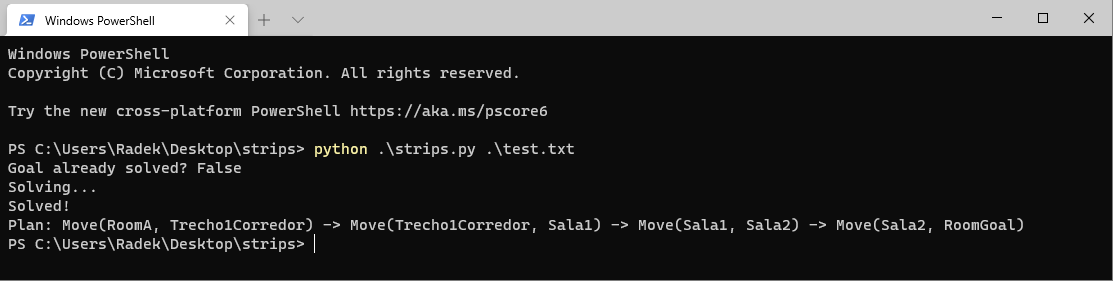 Windows PowerShell
Windows PowerShell
Copyright (C) Microsoft Corporation. All rights reserved.
Try the new cross-platform PowerShell https://aka.ms/pscore6
PS C:\Users\Radek\Desktop\strips> python .\strips.py .\test.txt
Goal already solved? False
Solving...
Solved!
Plan: Move(RoomA, Trecho1Corredor) -> Move(Trecho1Corredor, Sala1) -> Move(Sala1, Sala2) -> Move(Sala2, RoomGoal)
PS C:\Users\Radek\Desktop\strips>